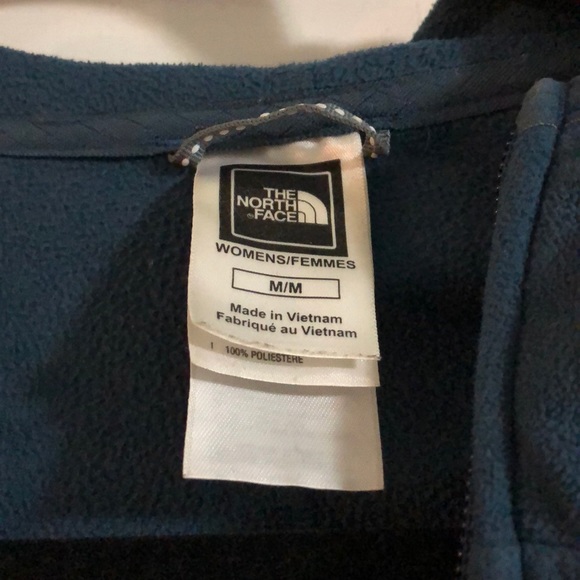 THE
NORTH
FACE
WOMENS/FEMMES
M/M
Made in Vietnam
Fabriqué au Vietnam
100% POLIESTERE